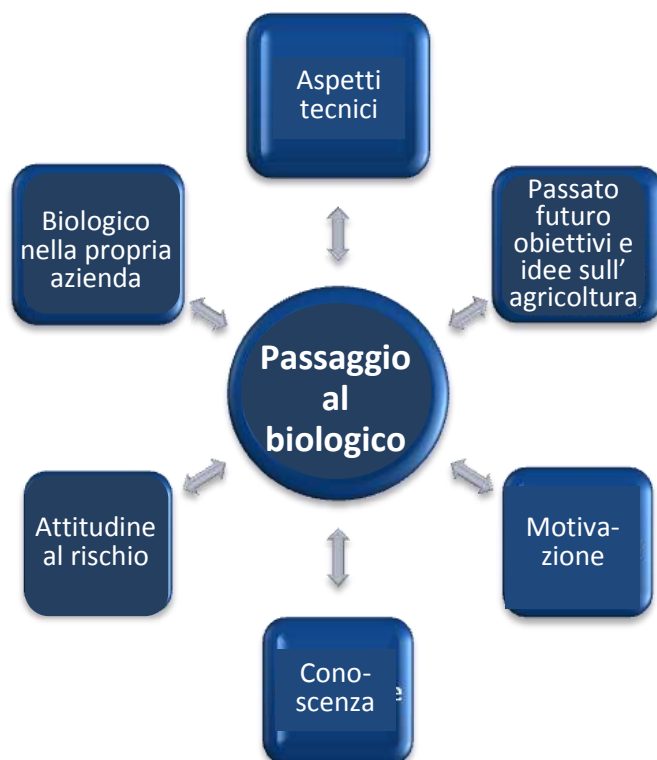 Aspetti
tecnici
Passato
futuro
obiettivi e
idee sull’
agricoltura
Motiva-
zione
Cono-
scenza
Attitudine
al rischio
Biologico
nella propria
azienda
Passaggio
al
biologico